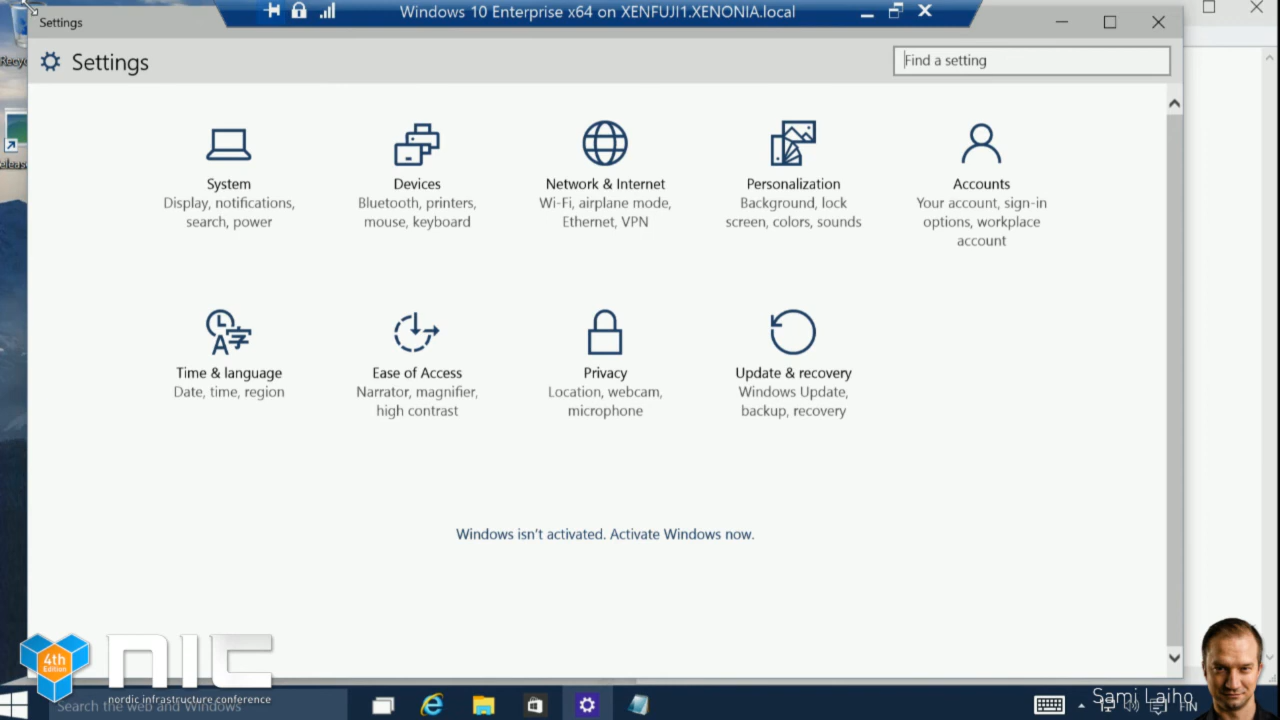 Settings
Windows 10 Enterprise x64 on XENFUJI1.XENONIA.local
Settings
Find a setting
System
Display, notifications,
search, power
Devices
Bluetooth, printers,
mouse, keyboard
Network & Internet
Wi-Fi, airplane mode,
Ethernet, VPN
Personalization
Background, lock
screen, colors, sounds
Accounts
Your account, sign-in
options, workplace
account
Time & language
Date, time, region
Ease of Access
Narrator, magnifier,
high contrast
Privacy
Location, webcam,
microphone
Update & recovery
Windows Update,
backup, recovery
Windows isn't activated. Activate Windows now.
4th
Edition
NIC
nordic infrastructure conference
Search the web and Windows
Sami Laiho
FIN